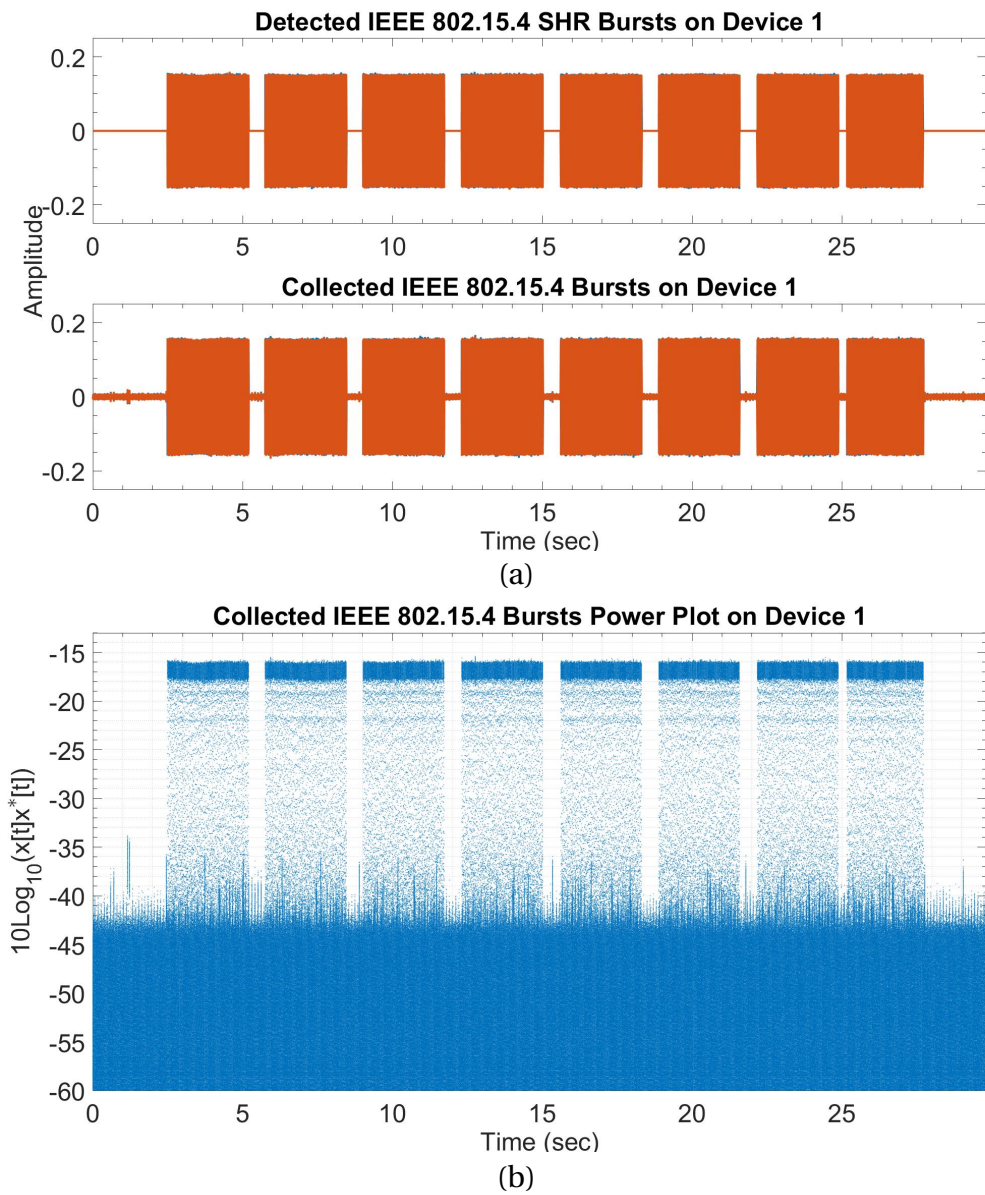 Detected IEEE 802.15.4 SHR Bursts on Device 1
0.2
0
-0.2
0 5 10 15 20 25
Amplitude
Collected IEEE 802.15.4 Bursts on Device 1
0.2
0
-0.2
0 5 10 15 20 25
Time (sec)
(a)
Collected IEEE 802.15.4 Bursts Power Plot on Device 1
-15
-20
-25
-30
-35
-40
-45
-50
-55
-60
10Log10(x[t]x*[t])
0 5 10 15 20 25
Time (sec)
(b)